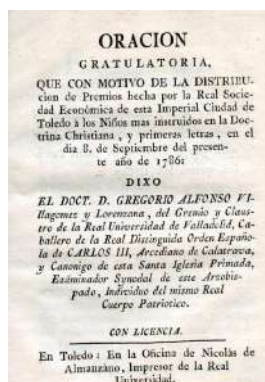 ORACION
GRATULATORIA,
QUE CON MOTIVO DE LA DISTRIBU-
cion de Premios hecha por la Real Socie-
dad Económica de esta Imperial Ciudad de
Toledo à los Niños mas instruidos en la Doc-
trina Christiana, y primeras letras, en el
dia 8. de Septiembre del presen-
te año de 1786:
DIXO
EL DOCT. D. GREGORIO ALFONSO VI-
llagomez y Lorenzana, del Gremio y Claus-
tro de la Real Universidad de Valladolid, Ca-
ballero de la Real Distinguida Orden Españo-
la de CARLOS III, Arcediano de Calatrava,
y Canonigo de esta Santa Iglesia Primada,
Exâminador Synodal de este Arzobis-
pado, Individuo del mismo Real
Cuerpo Patriotico.
CON LICENCIA.
En Toledo: En la Oficina de Nicolàs de
Almanzano, Impresor de la Real
Universidad.